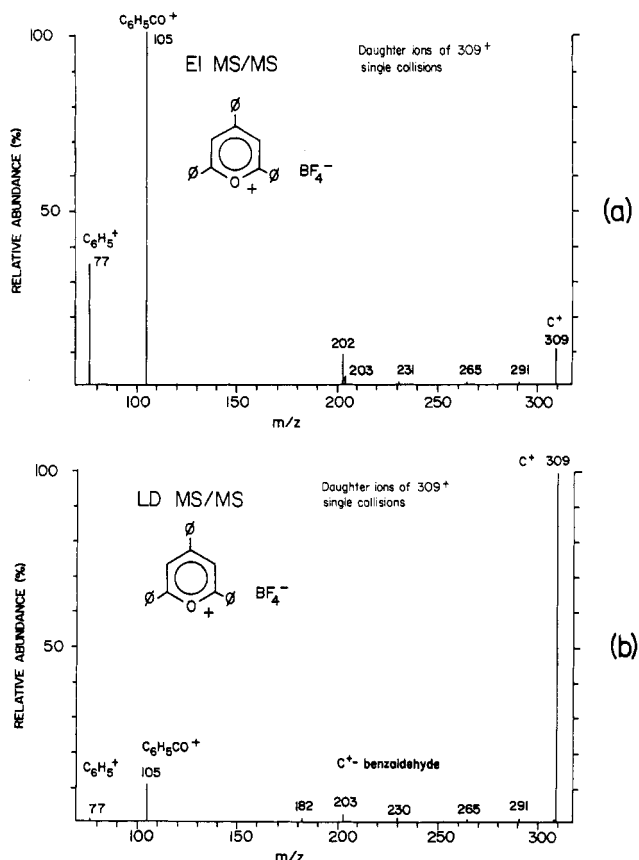 C6H5CO+
100
105
EI MS/MS
Daughter ions of 309+
single collisions
Ø
Ø
O
+
Ø
BF4−
RELATIVE ABUNDANCE (%)
50
(a)
C6H5+
77
202
203
231
265
291
C+
309
100
150
200
250
300
m/z
100
C+ 309
LD MS/MS
Daughter ions of 309+
single collisions
Ø
Ø
O
+
Ø
BF4−
RELATIVE ABUNDANCE (%)
50
(b)
C6H5+
77
C6H5CO+
105
C+- benzaldehyde
182
203
230
265
291
100
150
200
250
300
m/z